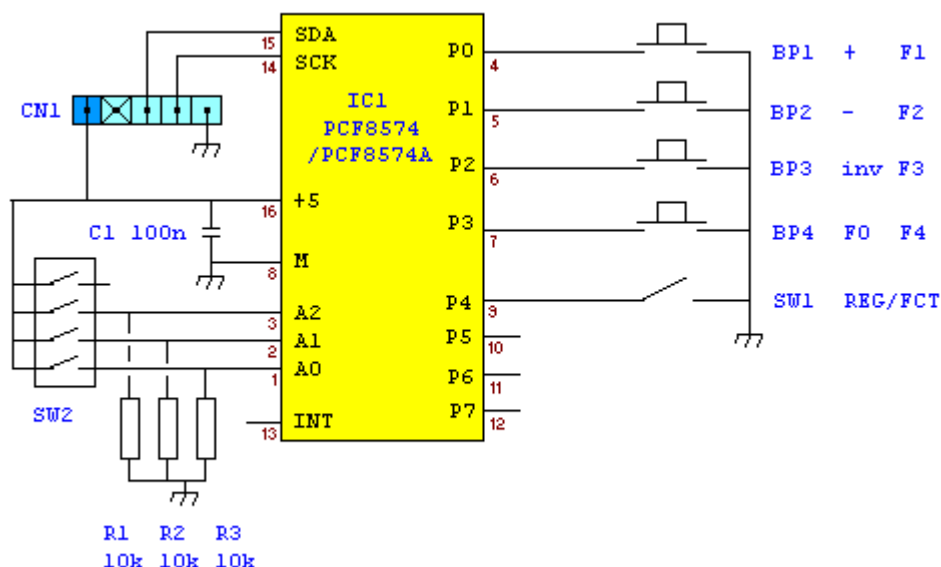 SDA
15
SCK
14
P0
4
BP1 + F1
CN1
IC1
PCF8574
/PCF8574A
P1
5
BP2 - F2
P2
6
BP3 inv F3
+5
16
C1 100n
P3
7
BP4 F0 F4
M
8
A2
3
P4
9
SW1 REG/FCT
A1
2
P5
10
A0
1
P6
11
SW2
INT
13
P7
12
R1 R2 R3
10k 10k 10k